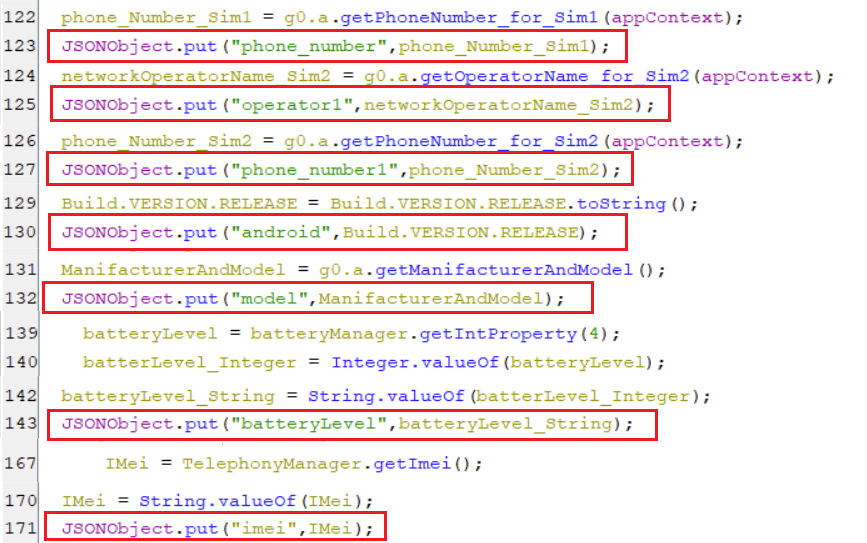 122 phone_Number_Sim1 = g0.a.getPhoneNumber_for_Sim1(appContext);
123 JSONObject.put("phone_number",phone_Number_Sim1);
124 networkOperatorName_Sim2 = g0.a.getOperatorName_for_Sim2(appContext);
125 JSONObject.put("operator1",networkOperatorName_Sim2);
126 phone_Number_Sim2 = g0.a.getPhoneNumber_for_Sim2(appContext);
127 JSONObject.put("phone_number1",phone_Number_Sim2);
129 Build.VERSION.RELEASE = Build.VERSION.RELEASE.toString();
130 JSONObject.put("android",Build.VERSION.RELEASE);
131 ManifacturerAndModel = g0.a.getManifacturerAndModel();
132 JSONObject.put("model",ManifacturerAndModel);
139 batteryLevel = batteryManager.getIntProperty(4);
140 batterLevel_Integer = Integer.valueOf(batteryLevel);
142 batteryLevel_String = String.valueOf(batterLevel_Integer);
143 JSONObject.put("batteryLevel",batteryLevel_String);
167 IMei = TelephonyManager.getImei();
170 IMei = String.valueOf(IMei);
171 JSONObject.put("imei",IMei);